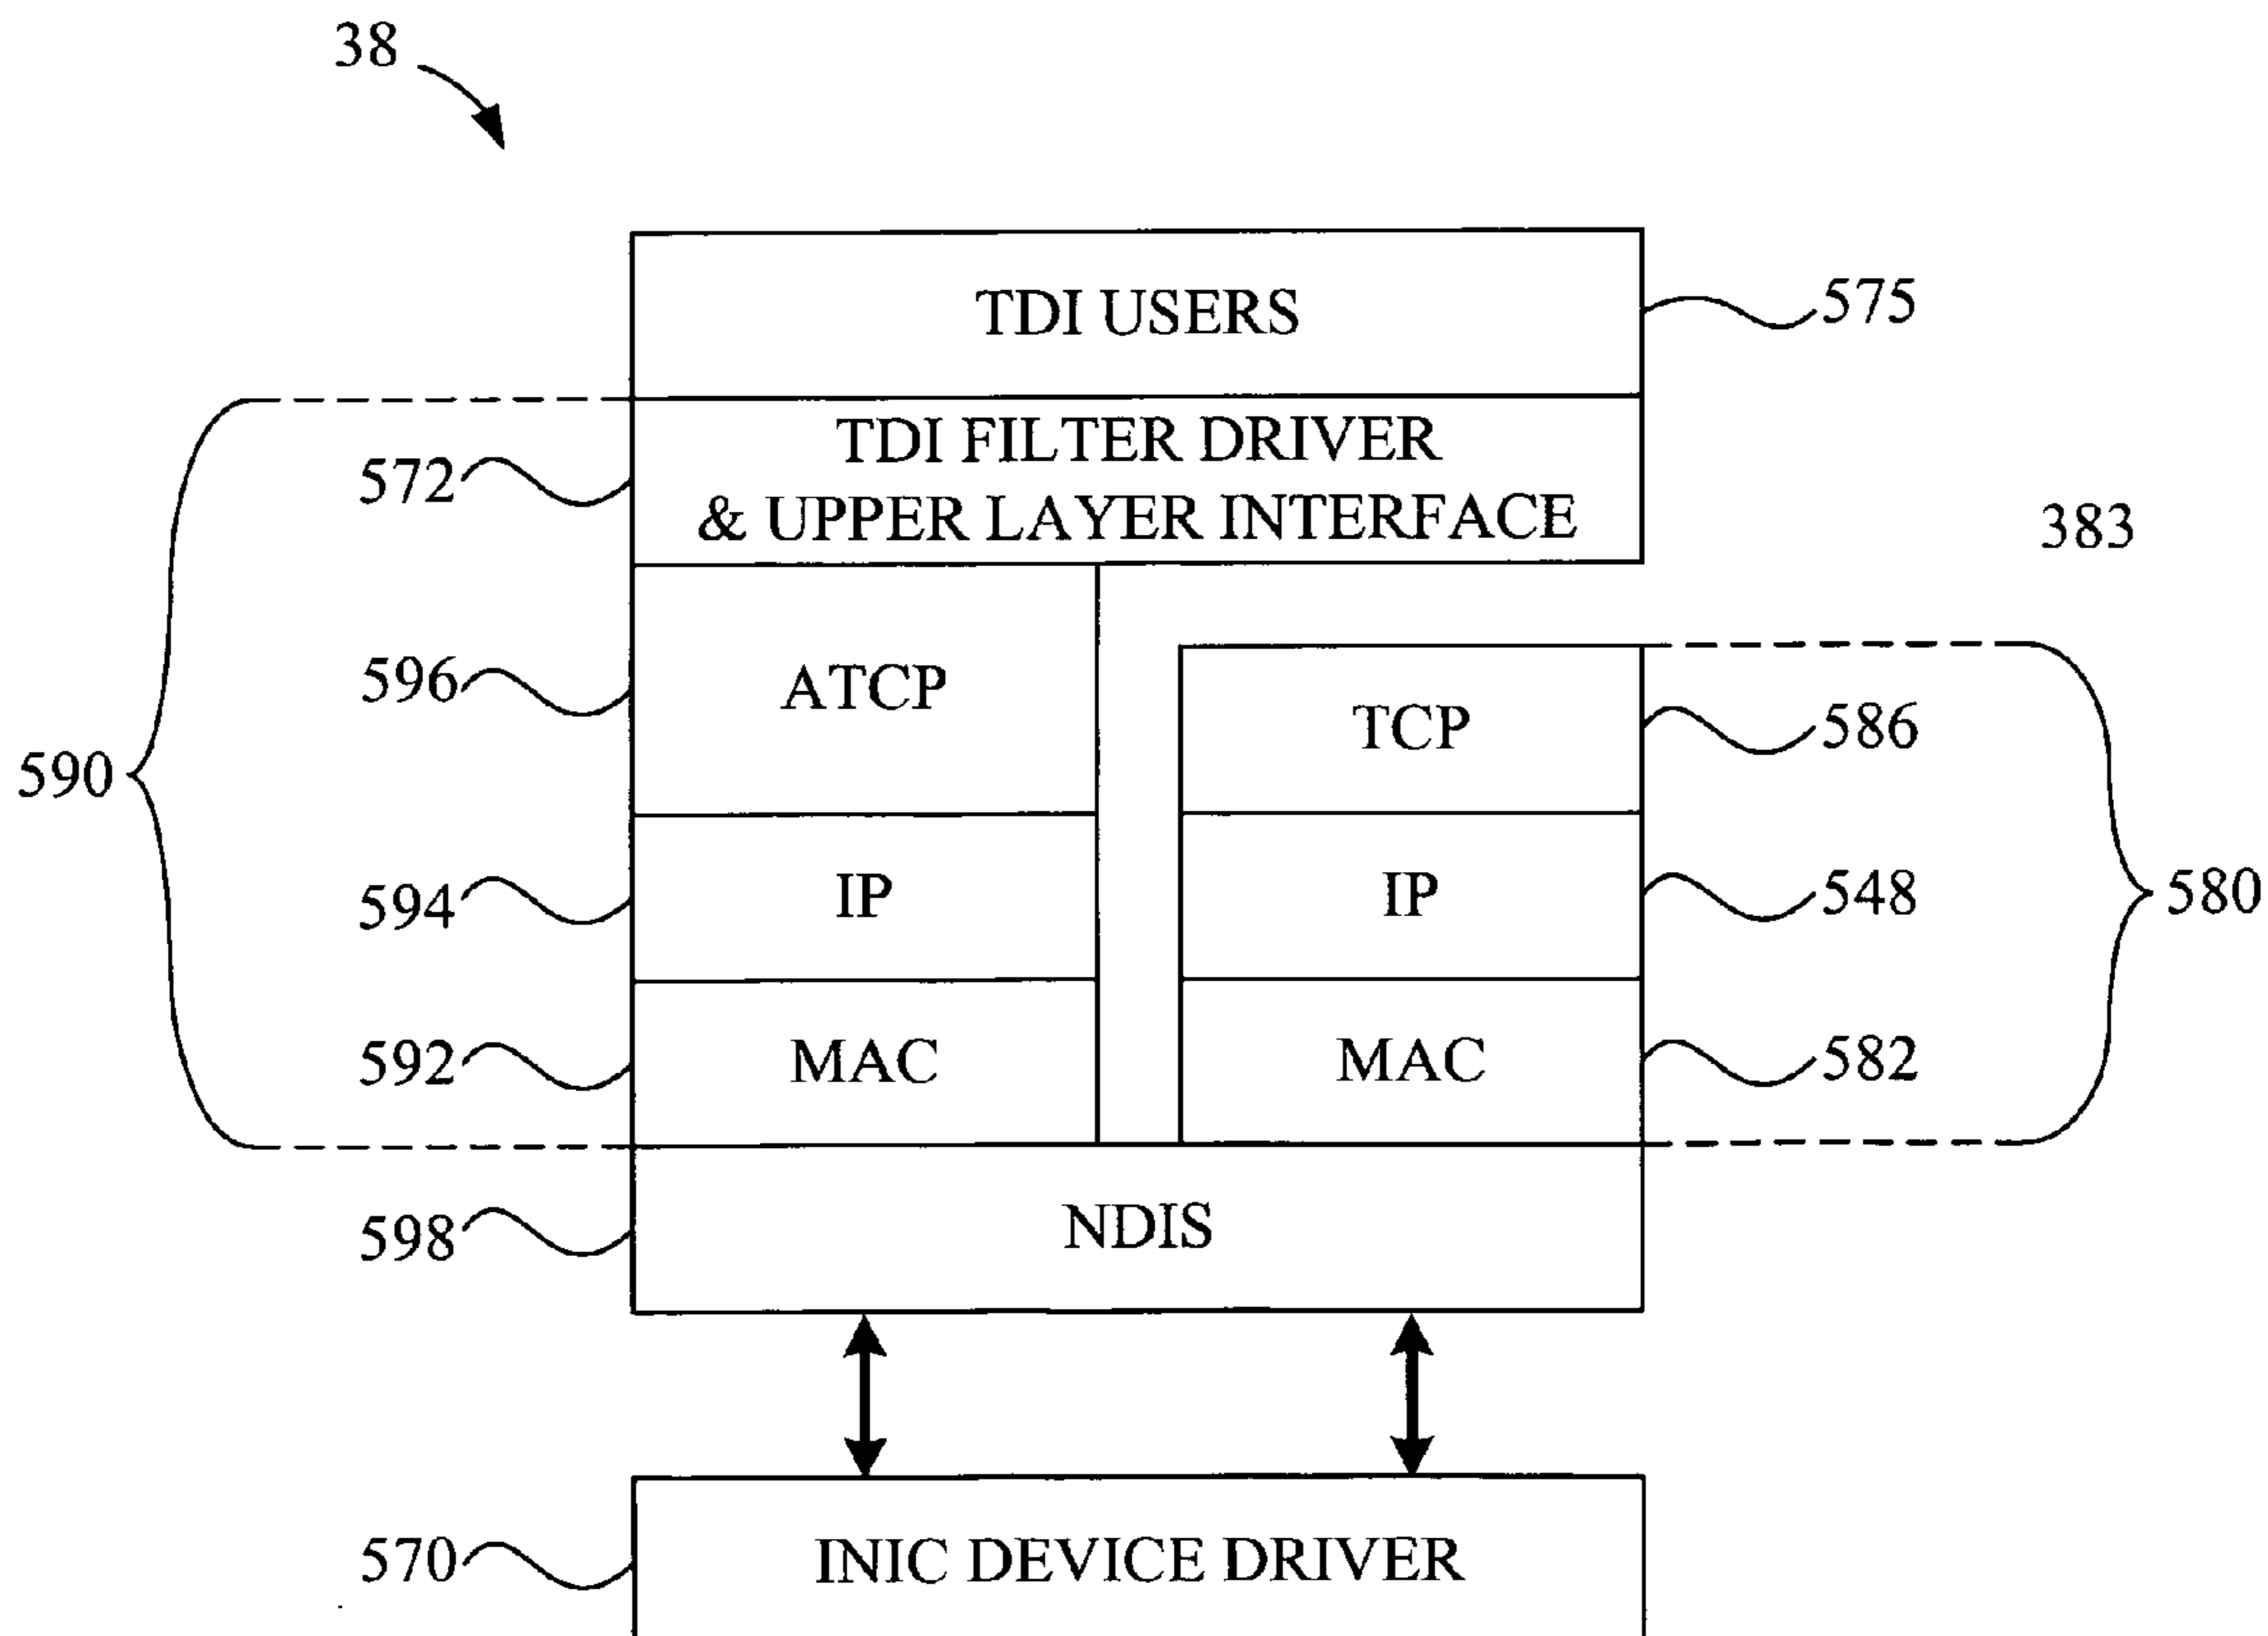 38
TDI USERS
575
TDI FILTER DRIVER
& UPPER LAYER INTERFACE
572
383
596
ATCP
TCP
586
590
594
IP
IP
548
580
592
MAC
MAC
582
598
NDIS
570
INIC DEVICE DRIVER